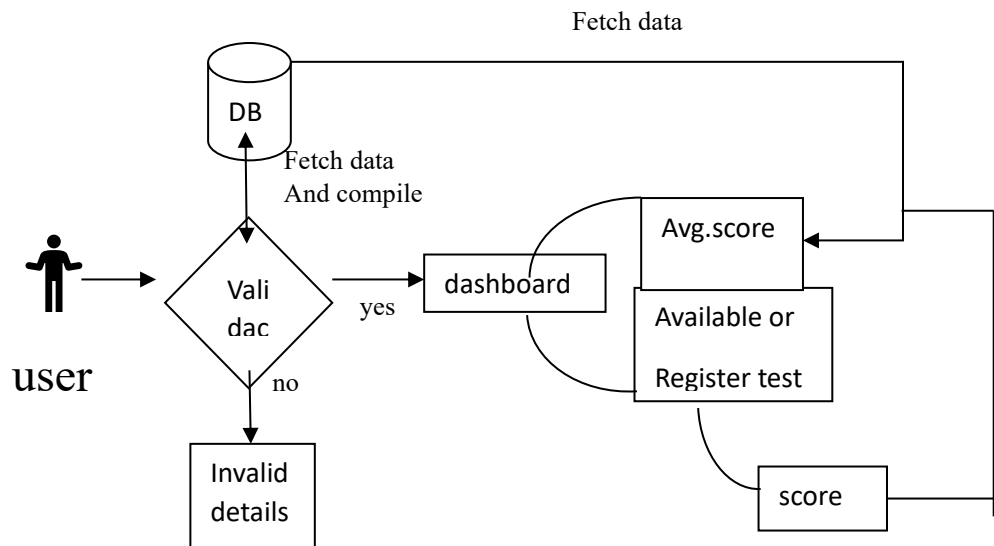 Fetch data
DB
Fetch data
And compile
Avg.score
Vali
dac
yes
dashboard
Available or
Register test
user
no
Invalid
details
score